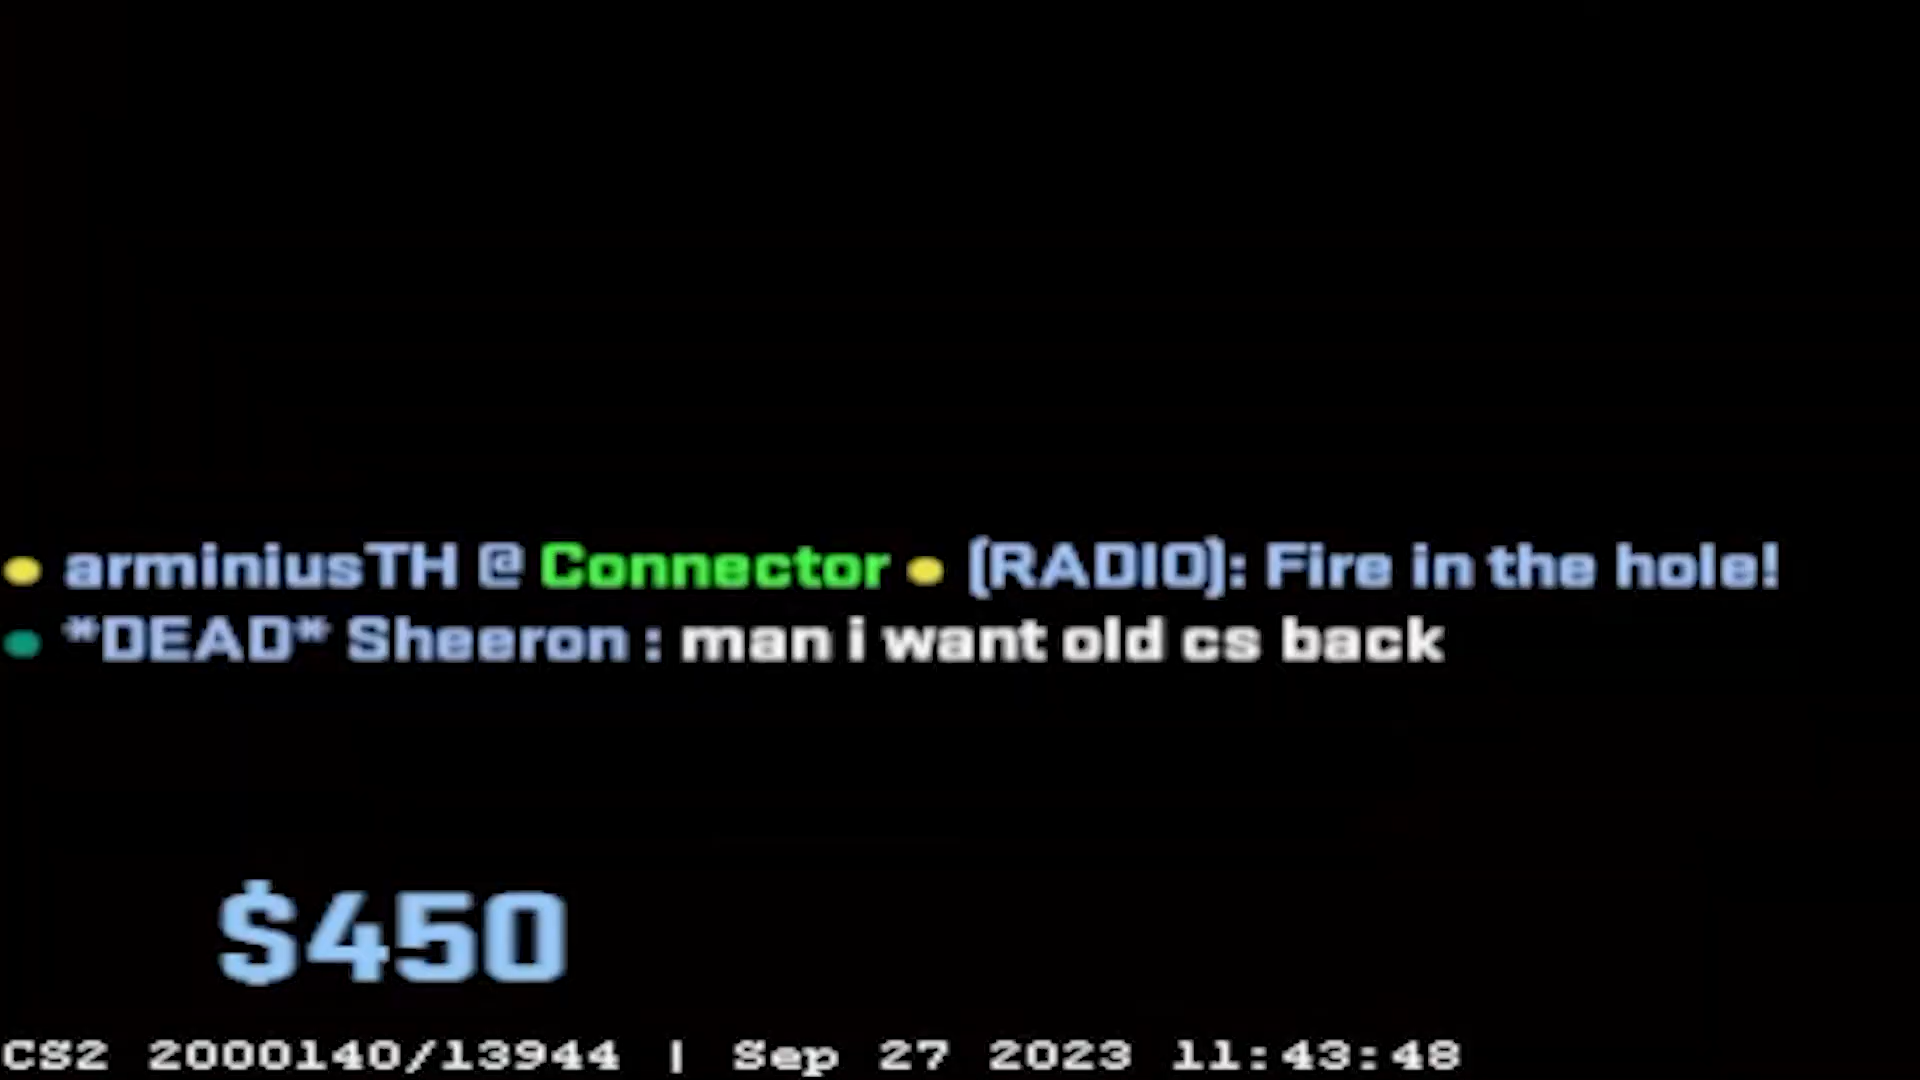 arminiusTH @ Connector (RADIO): Fire in the hole!
*DEAD* Sheeron : man i want old cs back
$450
CS2 2000140/13944 | Sep 27 2023 11:43:48